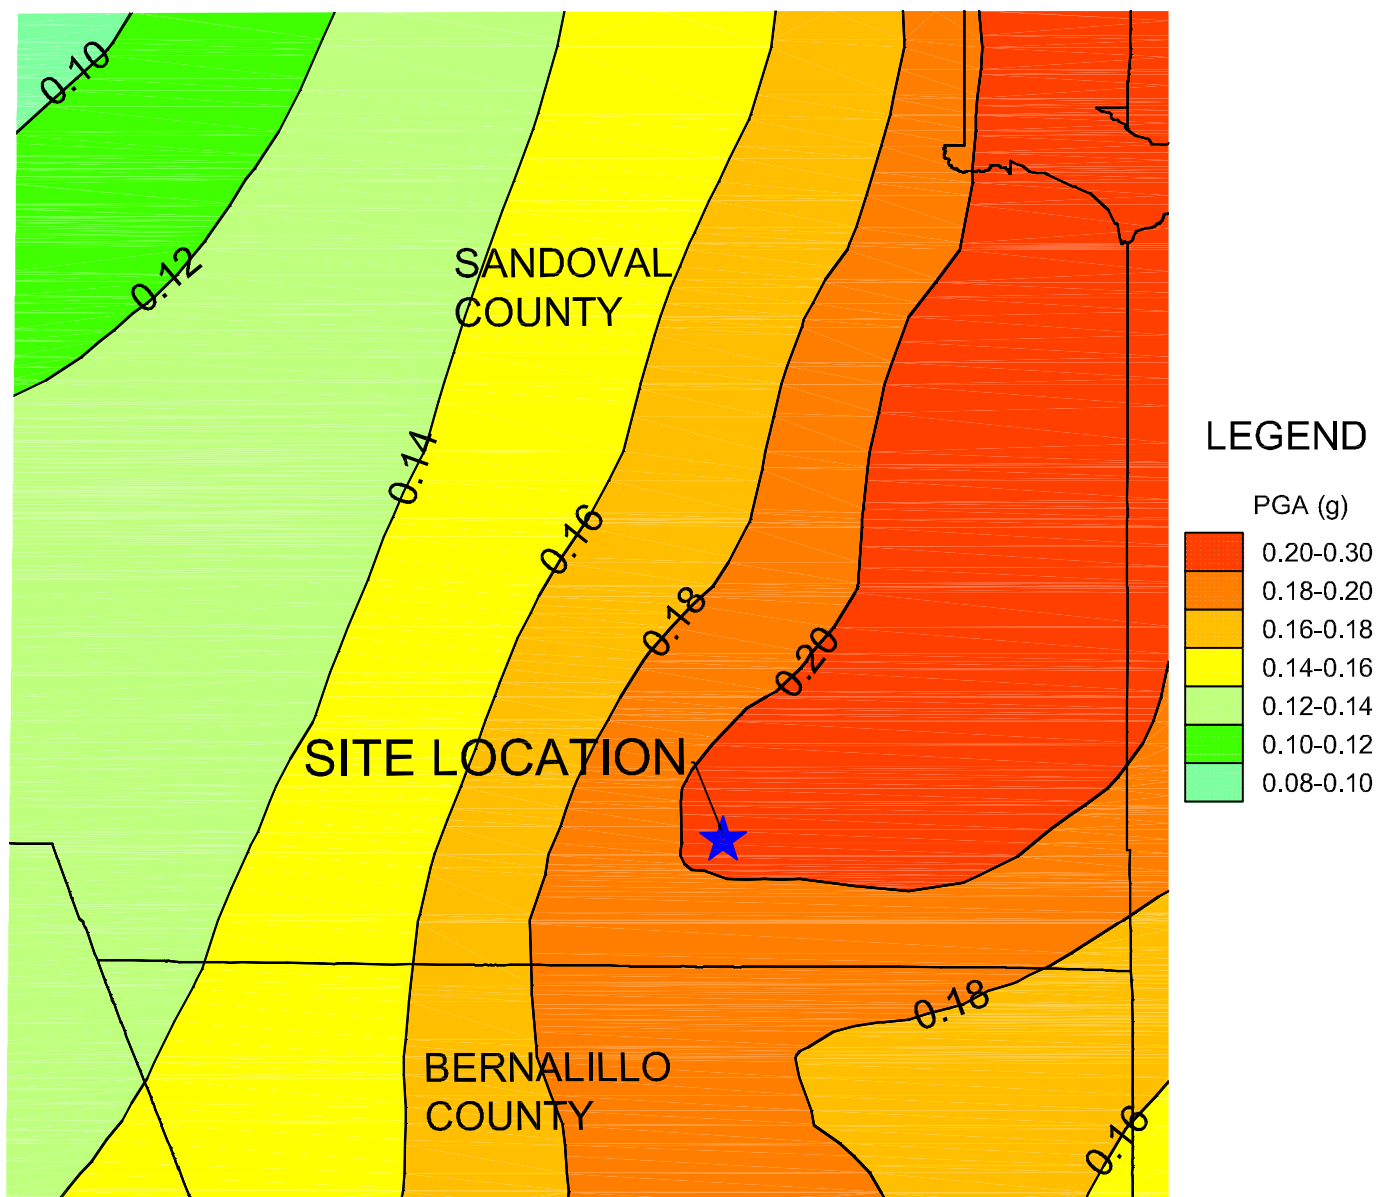 0.10
0.12
SANDOVAL
COUNTY
0.14
0.16
0.18
0.20
SITE LOCATION
0.18
BERNALILLO
COUNTY
0.16
LEGEND
PGA (g)
0.20-0.30
0.18-0.20
0.16-0.18
0.14-0.16
0.12-0.14
0.10-0.12
0.08-0.10